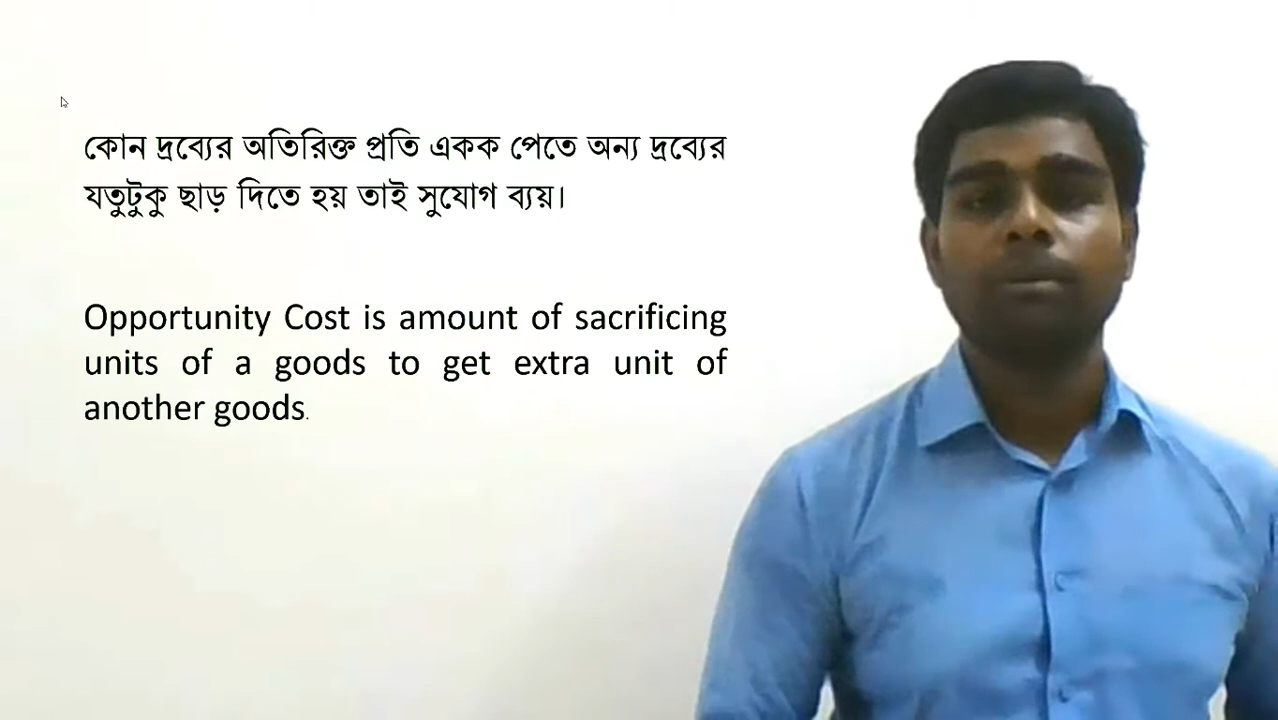 কোন দ্রব্যের অতিরিক্ত প্রতি একক পেতে অন্য দ্রব্যের
যতুটুকু ছাড় দিতে হয় তাই সুযোগ ব্যয়।
Opportunity Cost is amount of sacrificing
units of a goods to get extra unit of
another goods.